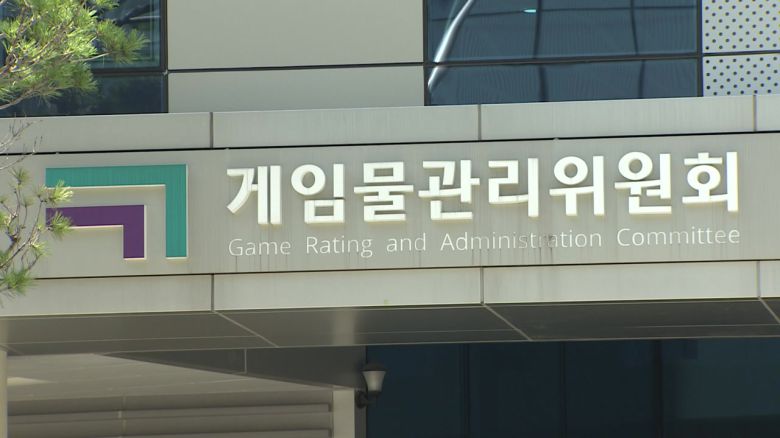 게임물관리위원회
Game Rating and Administration Committee